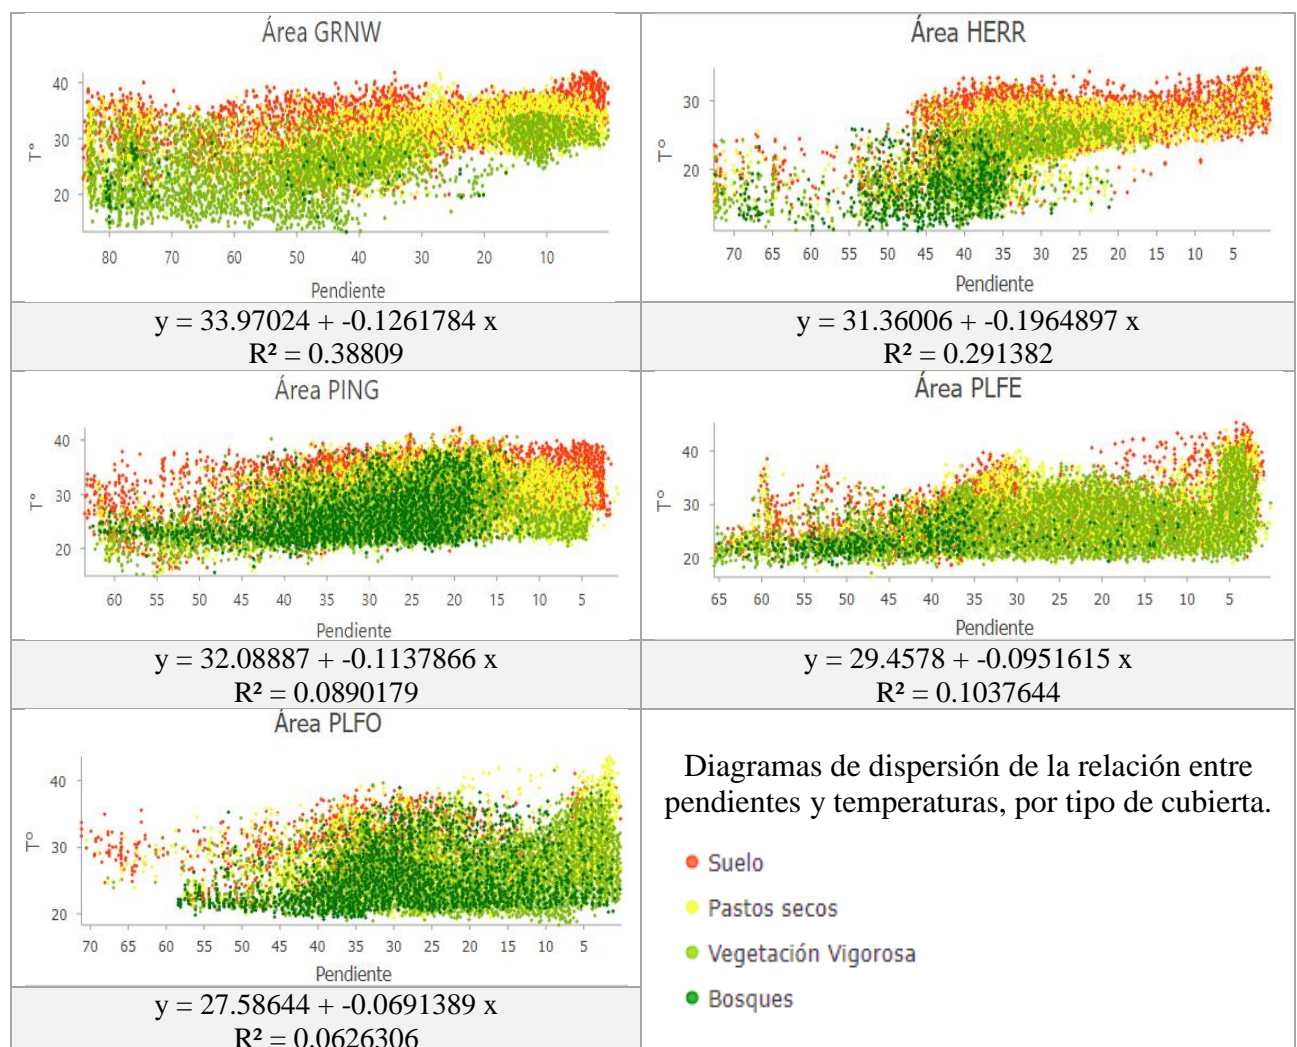 Área GRNW
T°
40
30
20
80 70 60 50 40 30 20 10
Pendiente
y = 33.97024 + -0.1261784 x
R² = 0.38809
Área HERR
T°
30
20
70 65 60 55 50 45 40 35 30 25 20 15 10 5
Pendiente
y = 31.36006 + -0.1964897 x
R² = 0.291382
Área PING
T°
40
30
20
60 55 50 45 40 35 30 25 20 15 10 5
Pendiente
y = 32.08887 + -0.1137866 x
R² = 0.0890179
Área PLFE
T°
40
30
20
65 60 55 50 45 40 35 30 25 20 15 10 5
Pendiente
y = 29.4578 + -0.0951615 x
R² = 0.1037644
Área PLFO
T°
40
30
20
70 65 60 55 50 45 40 35 30 25 20 15 10 5
Pendiente
y = 27.58644 + -0.0691389 x
R² = 0.0626306
Diagramas de dispersión de la relación entre
pendientes y temperaturas, por tipo de cubierta.
Suelo
Pastos secos
Vegetación Vigorosa
Bosques